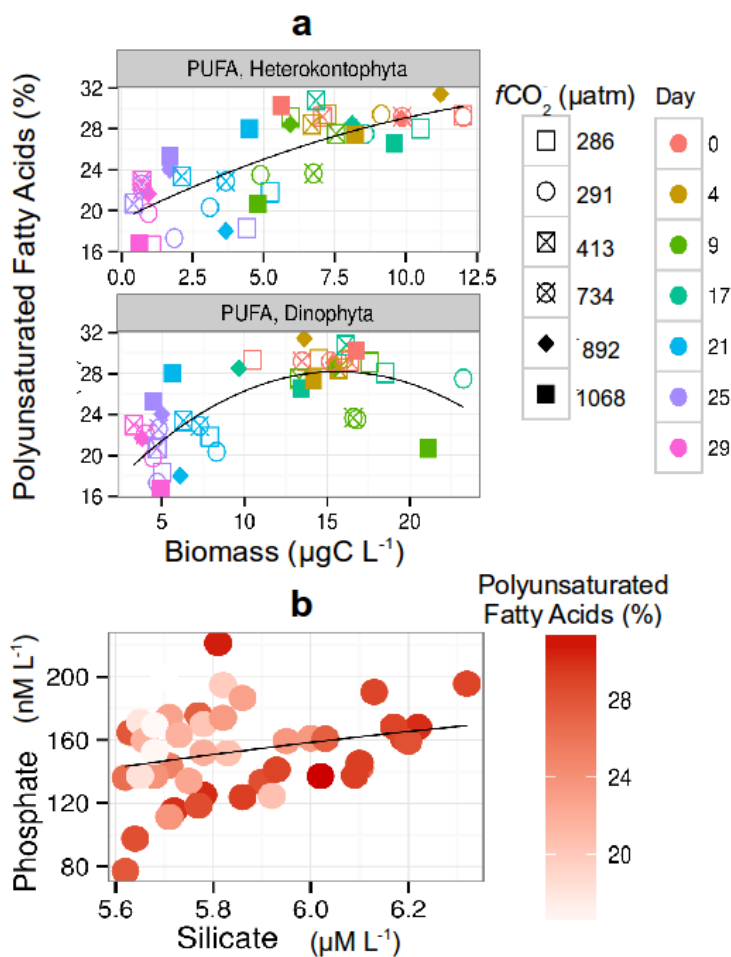 a
PUFA, Heterokontophyta
32
28
24
20
16
0.0 2.5 5.0 7.5 10.0 12.5
PUFA, Dinophyta
32
28
24
20
16
5 10 15 20
Biomass (µgC L-1)
Polyunsaturated Fatty Acids (%)
fCO2 (µatm)
286
291
413
734
892
1068
Day
0
4
9
17
21
25
29
b
Polyunsaturated
Fatty Acids (%)
28
24
20
200
160
120
80
5.6 5.8 6.0 6.2
Phosphate (nM L-1)
Silicate (µM L-1)